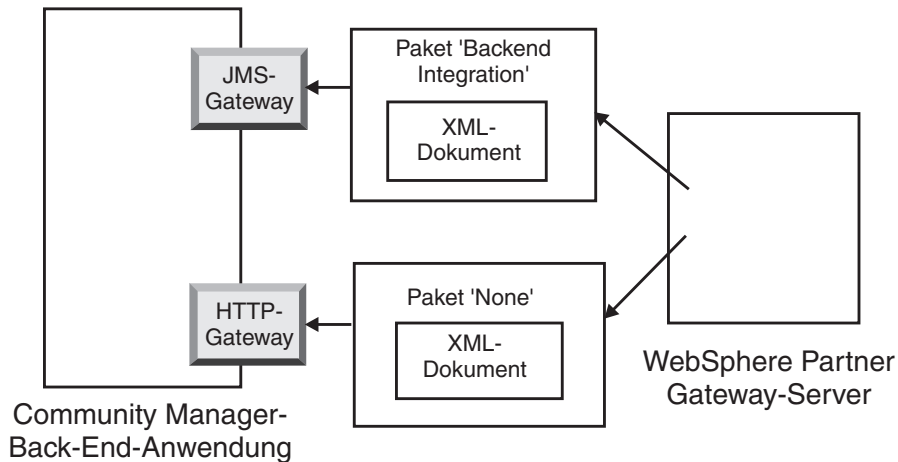 JMS-
Gateway
Paket 'Backend
Integration'
XML-
Dokument
HTTP-
Gateway
Paket 'None'
XML-
Dokument
WebSphere Partner
Gateway-Server
Community Manager-
Back-End-Anwendung